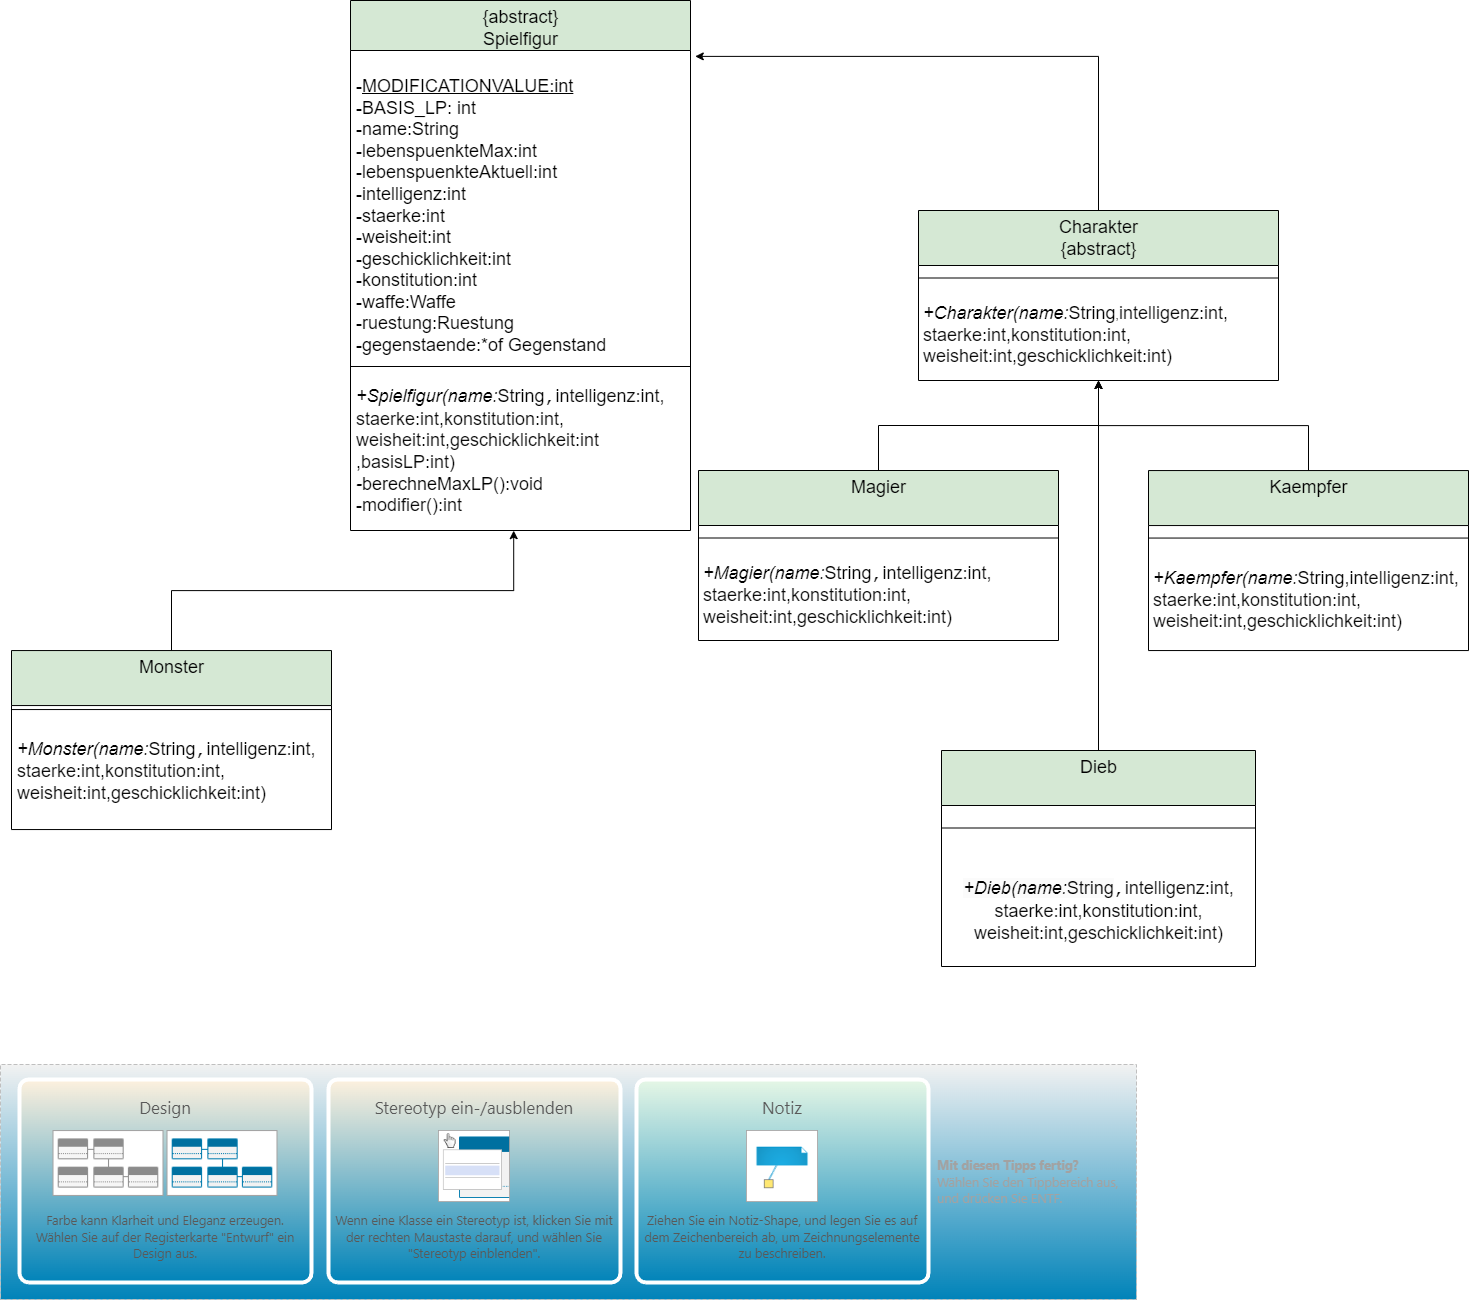 {abstract}
Spielfigur
-MODIFICATIONVALUE:int
-BASIS_LP: int
-name:String
-lebenspuenkteMax:int
-lebenspuenkteAktuell:int
-intelligenz:int
-staerke:int
-weisheit:int
-geschicklichkeit:int
-konstitution:int
-waffe:Waffe
-ruestung:Ruestung
-gegenstaende:*of Gegenstand
+Spielfigur(name:String, intelligenz:int,
staerke:int,konstitution:int,
weisheit:int,geschicklichkeit:int
,basisLP:int)
-berechneMaxLP():void
-modifier():int
Charakter
{abstract}
+Charakter(name:String,intelligenz:int,
staerke:int,konstitution:int,
weisheit:int,geschicklichkeit:int)
Magier
+Magier(name:String, intelligenz:int,
staerke:int,konstitution:int,
weisheit:int,geschicklichkeit:int)
Kaempfer
+Kaempfer(name:String,intelligenz:int,
staerke:int,konstitution:int,
weisheit:int,geschicklichkeit:int)
Monster
+Monster(name:String, intelligenz:int,
staerke:int,konstitution:int,
weisheit:int,geschicklichkeit:int)
Dieb
+Dieb(name:String, intelligenz:int,
staerke:int,konstitution:int,
weisheit:int,geschicklichkeit:int)
Design
Farbe kann Klarheit und Eleganz erzeugen.
Wählen Sie auf der Registerkarte "Entwurf" ein
Design aus.
Stereotyp ein-/ausblenden
Wenn eine Klasse ein Stereotyp ist, klicken Sie mit
der rechten Maustaste darauf, und wählen Sie
"Stereotyp einblenden".
Notiz
Ziehen Sie ein Notiz-Shape, und legen Sie es auf
dem Zeichenbereich ab, um Zeichnungselemente
zu beschreiben.
Mit diesen Tipps fertig?
Wählen Sie den Tippbereich aus,
und drücken Sie ENTF.